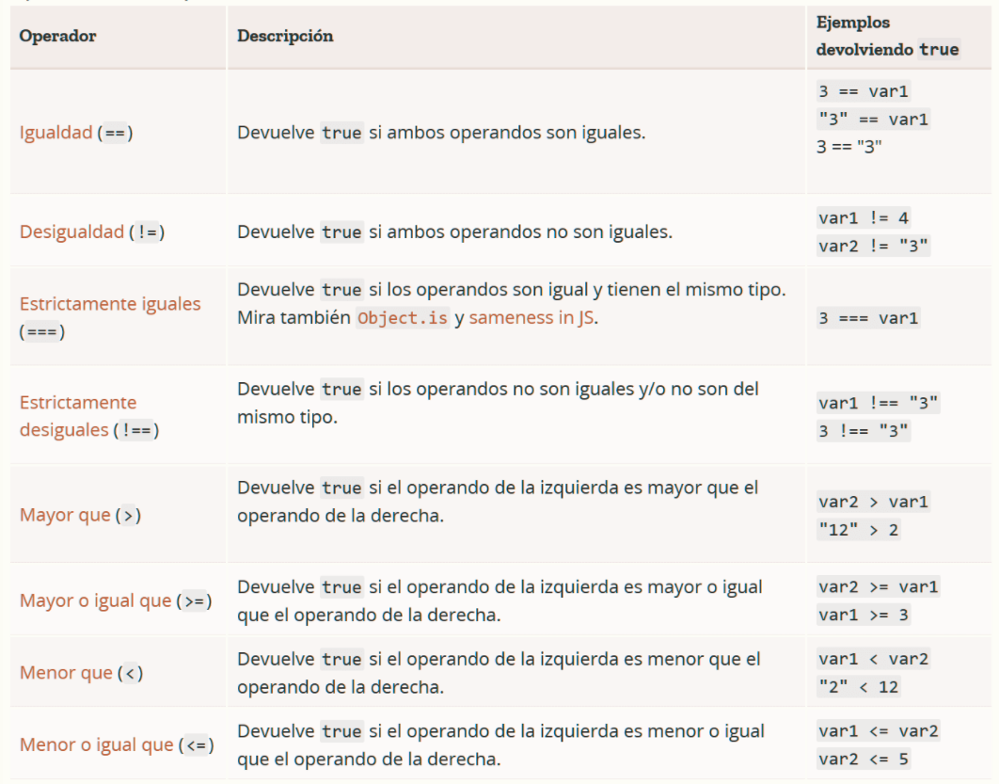 Operador
Descripción
Ejemplos
devolviendo true
Igualdad (==)
Devuelve true si ambos operandos son iguales.
3 == var1
"3" == var1
3 == "3"
Desigualdad (!=)
Devuelve true si ambos operandos no son iguales.
var1 != 4
var2 != "3"
Estrictamente iguales
(===)
Devuelve true si los operandos son igual y tienen el mismo tipo.
Mira también Object.is y sameness in JS.
3 === var1
Estrictamente
desiguales (!==)
Devuelve true si los operandos no son iguales y/o no son del
mismo tipo.
var1 !== "3"
3 !== "3"
Mayor que (>)
Devuelve true si el operando de la izquierda es mayor que el
operando de la derecha.
var2 > var1
"12" > 2
Mayor o igual que (>=)
Devuelve true si el operando de la izquierda es mayor o igual
que el operando de la derecha.
var2 >= var1
var1 >= 3
Menor que (<)
Devuelve true si el operando de la izquierda es menor que el
operando de la derecha.
var1 < var2
"2" < 12
Menor o igual que (<=)
Devuelve true si el operando de la izquierda es menor o igual
que el operando de la derecha.
var1 <= var2
var2 <= 5